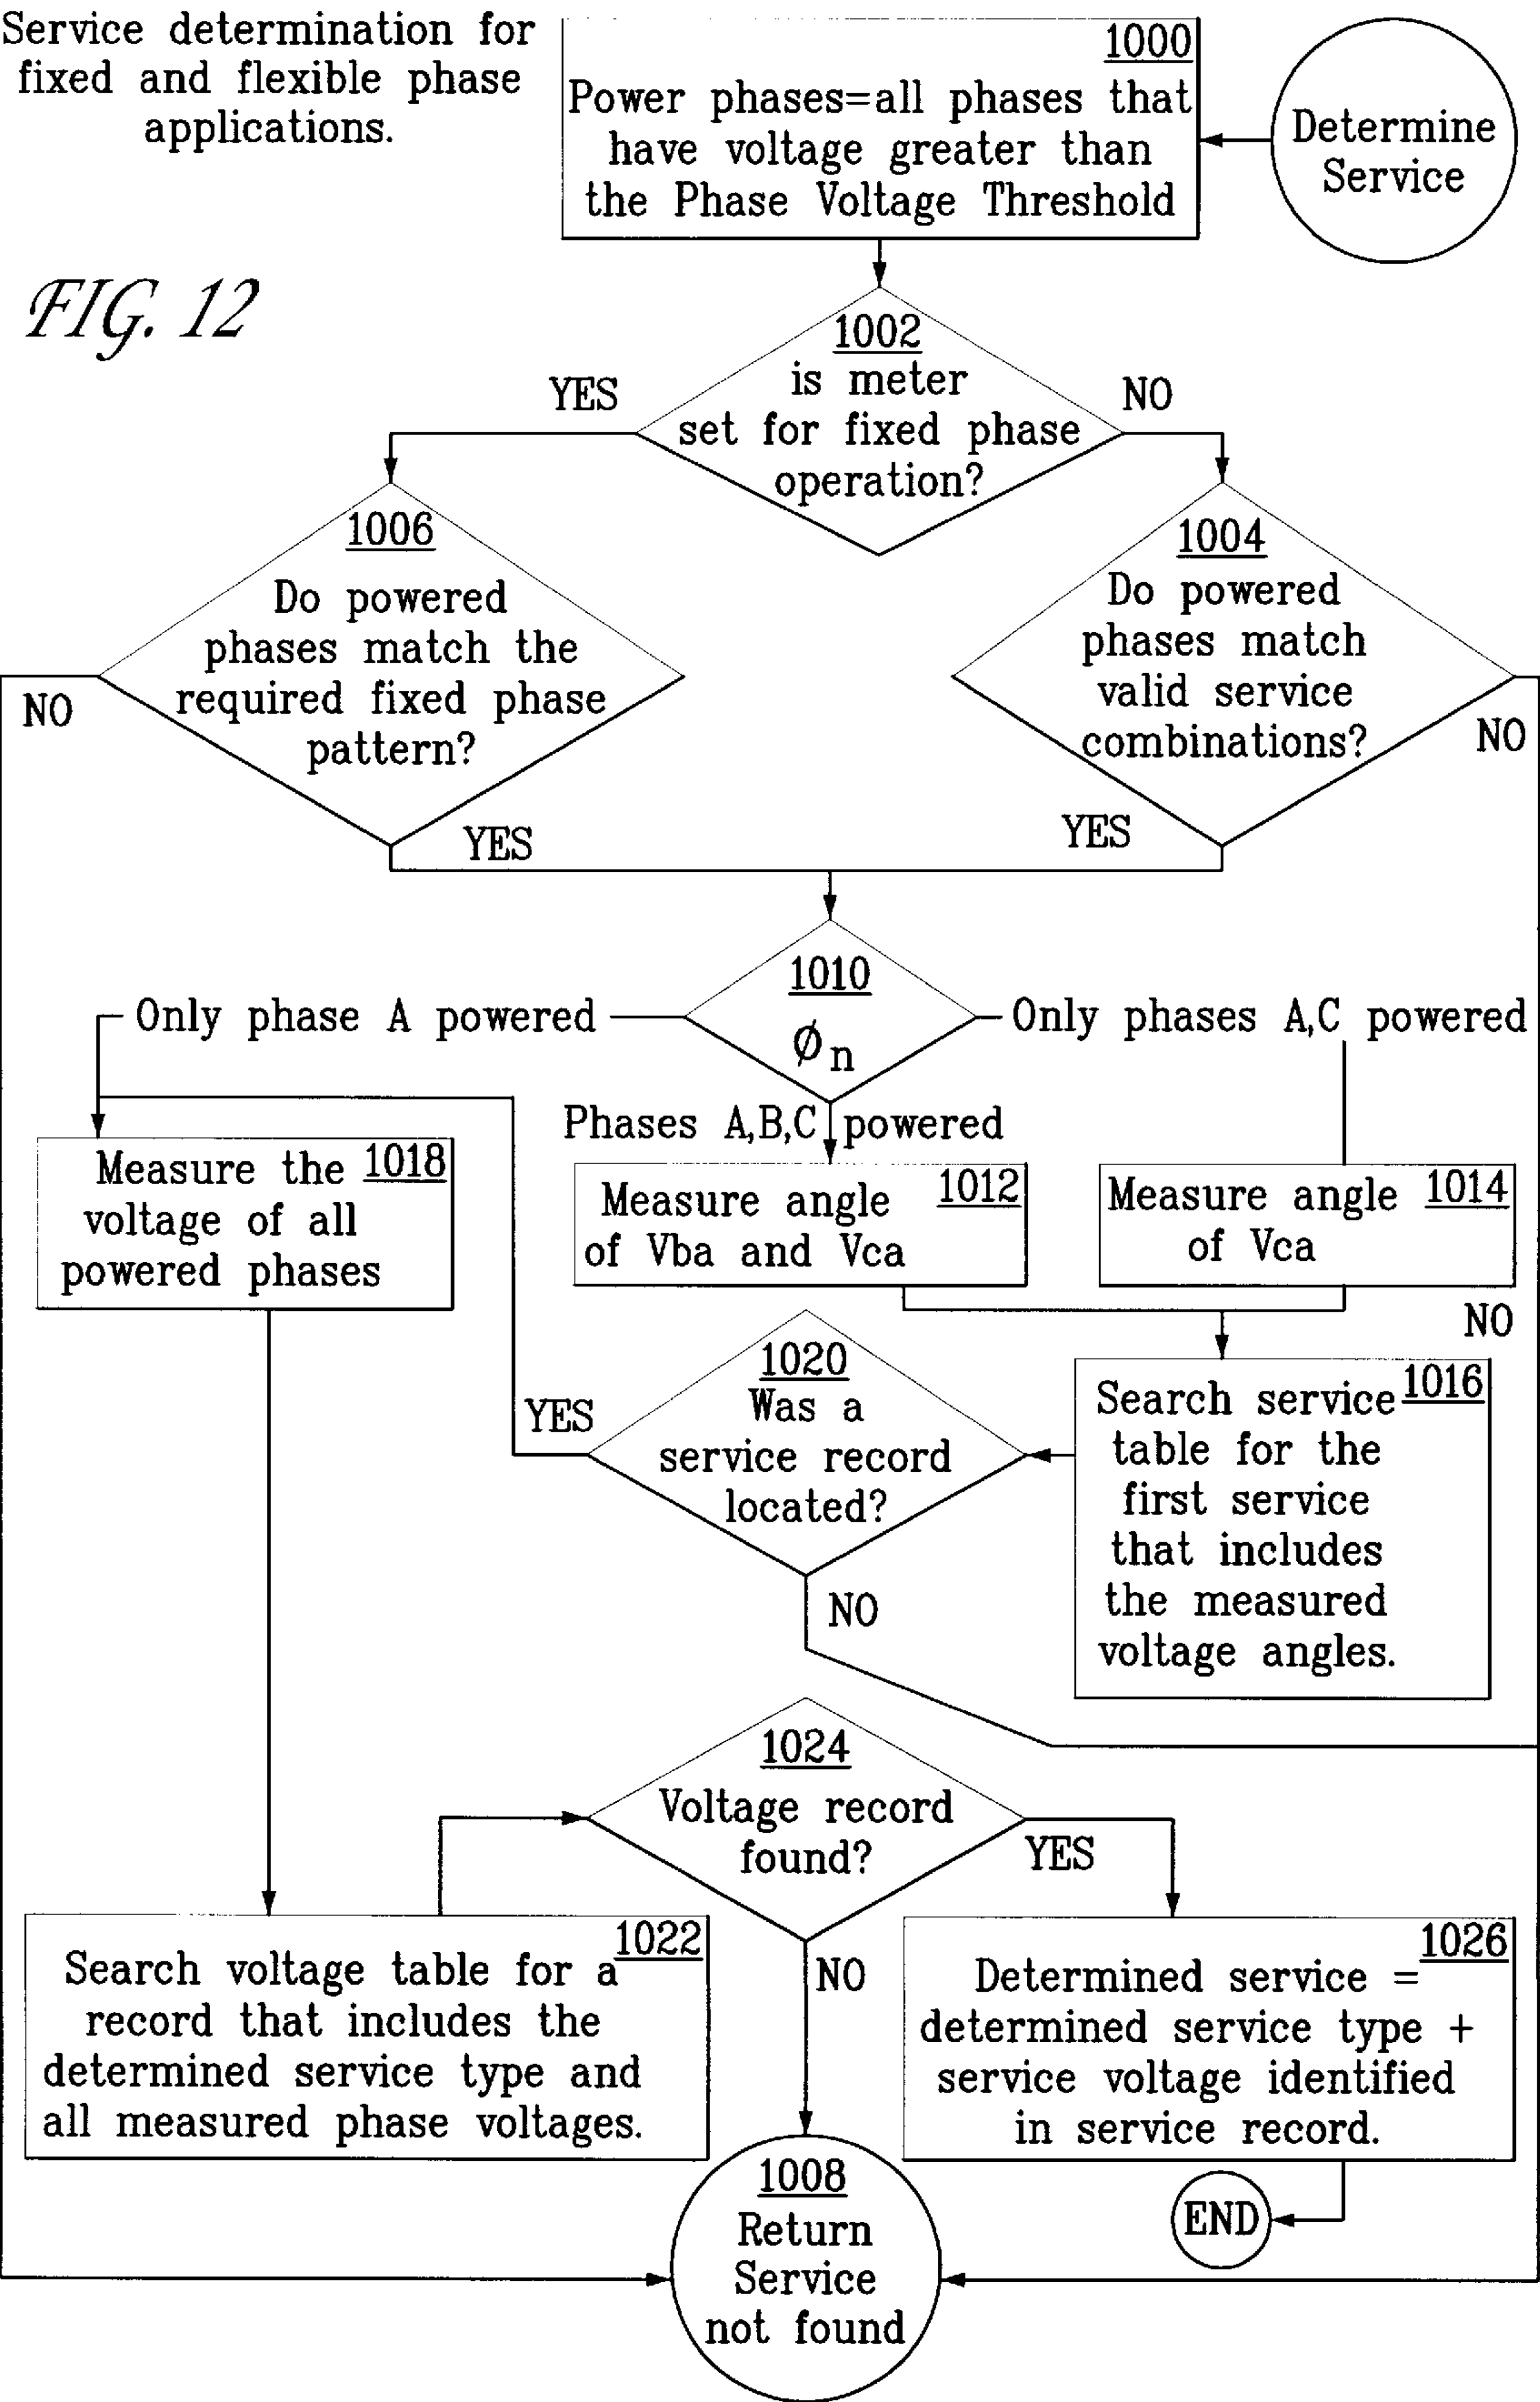 Service determination for
fixed and flexible phase
applications.
1000
Power phases=all phases that
have voltage greater than
the Phase Voltage Threshold
Determine
Service
FIG. 12
1002
is meter
set for fixed phase
operation?
YES
NO
1006
Do powered
phases match the
required fixed phase
pattern?
NO
YES
1004
Do powered
phases match
valid service
combinations?
NO
YES
1010
Øn
Only phase A powered
Only phases A,C powered
Phases A,B,C powered
1018
Measure the
voltage of all
powered phases
1012
Measure angle
of Vba and Vca
1014
Measure angle
of Vca
NO
1020
Was a
service record
located?
YES
NO
1016
Search service
table for the
first service
that includes
the measured
voltage angles.
1024
Voltage record
found?
YES
NO
1022
Search voltage table for a
record that includes the
determined service type and
all measured phase voltages.
1026
Determined service =
determined service type +
service voltage identified
in service record.
END
1008
Return
Service
not found